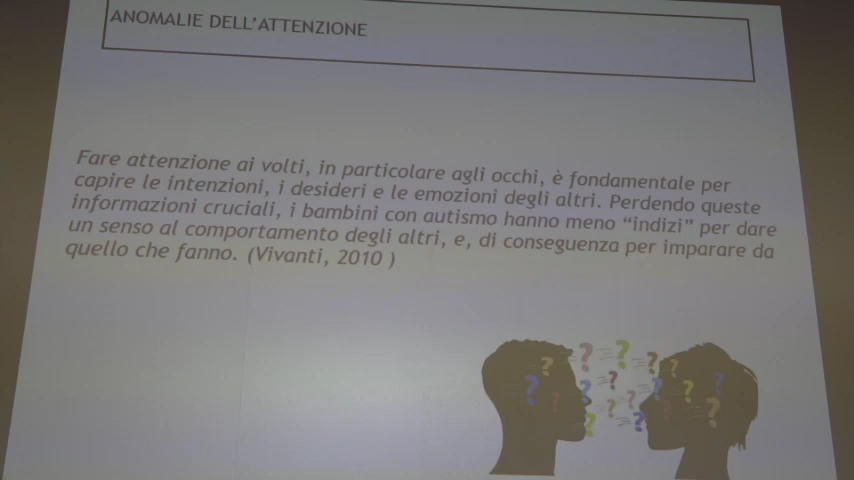 ANOMALIE DELL'ATTENZIONE
Fare attenzione ai volti, in particolare agli occhi, è fondamentale per
capire le intenzioni, i desideri e le emozioni degli altri. Perdendo queste
informazioni cruciali, i bambini con autismo hanno meno “indizi” per dare
un senso al comportamento degli altri, e, di conseguenza per imparare da
quello che fanno. (Vivanti, 2010 )